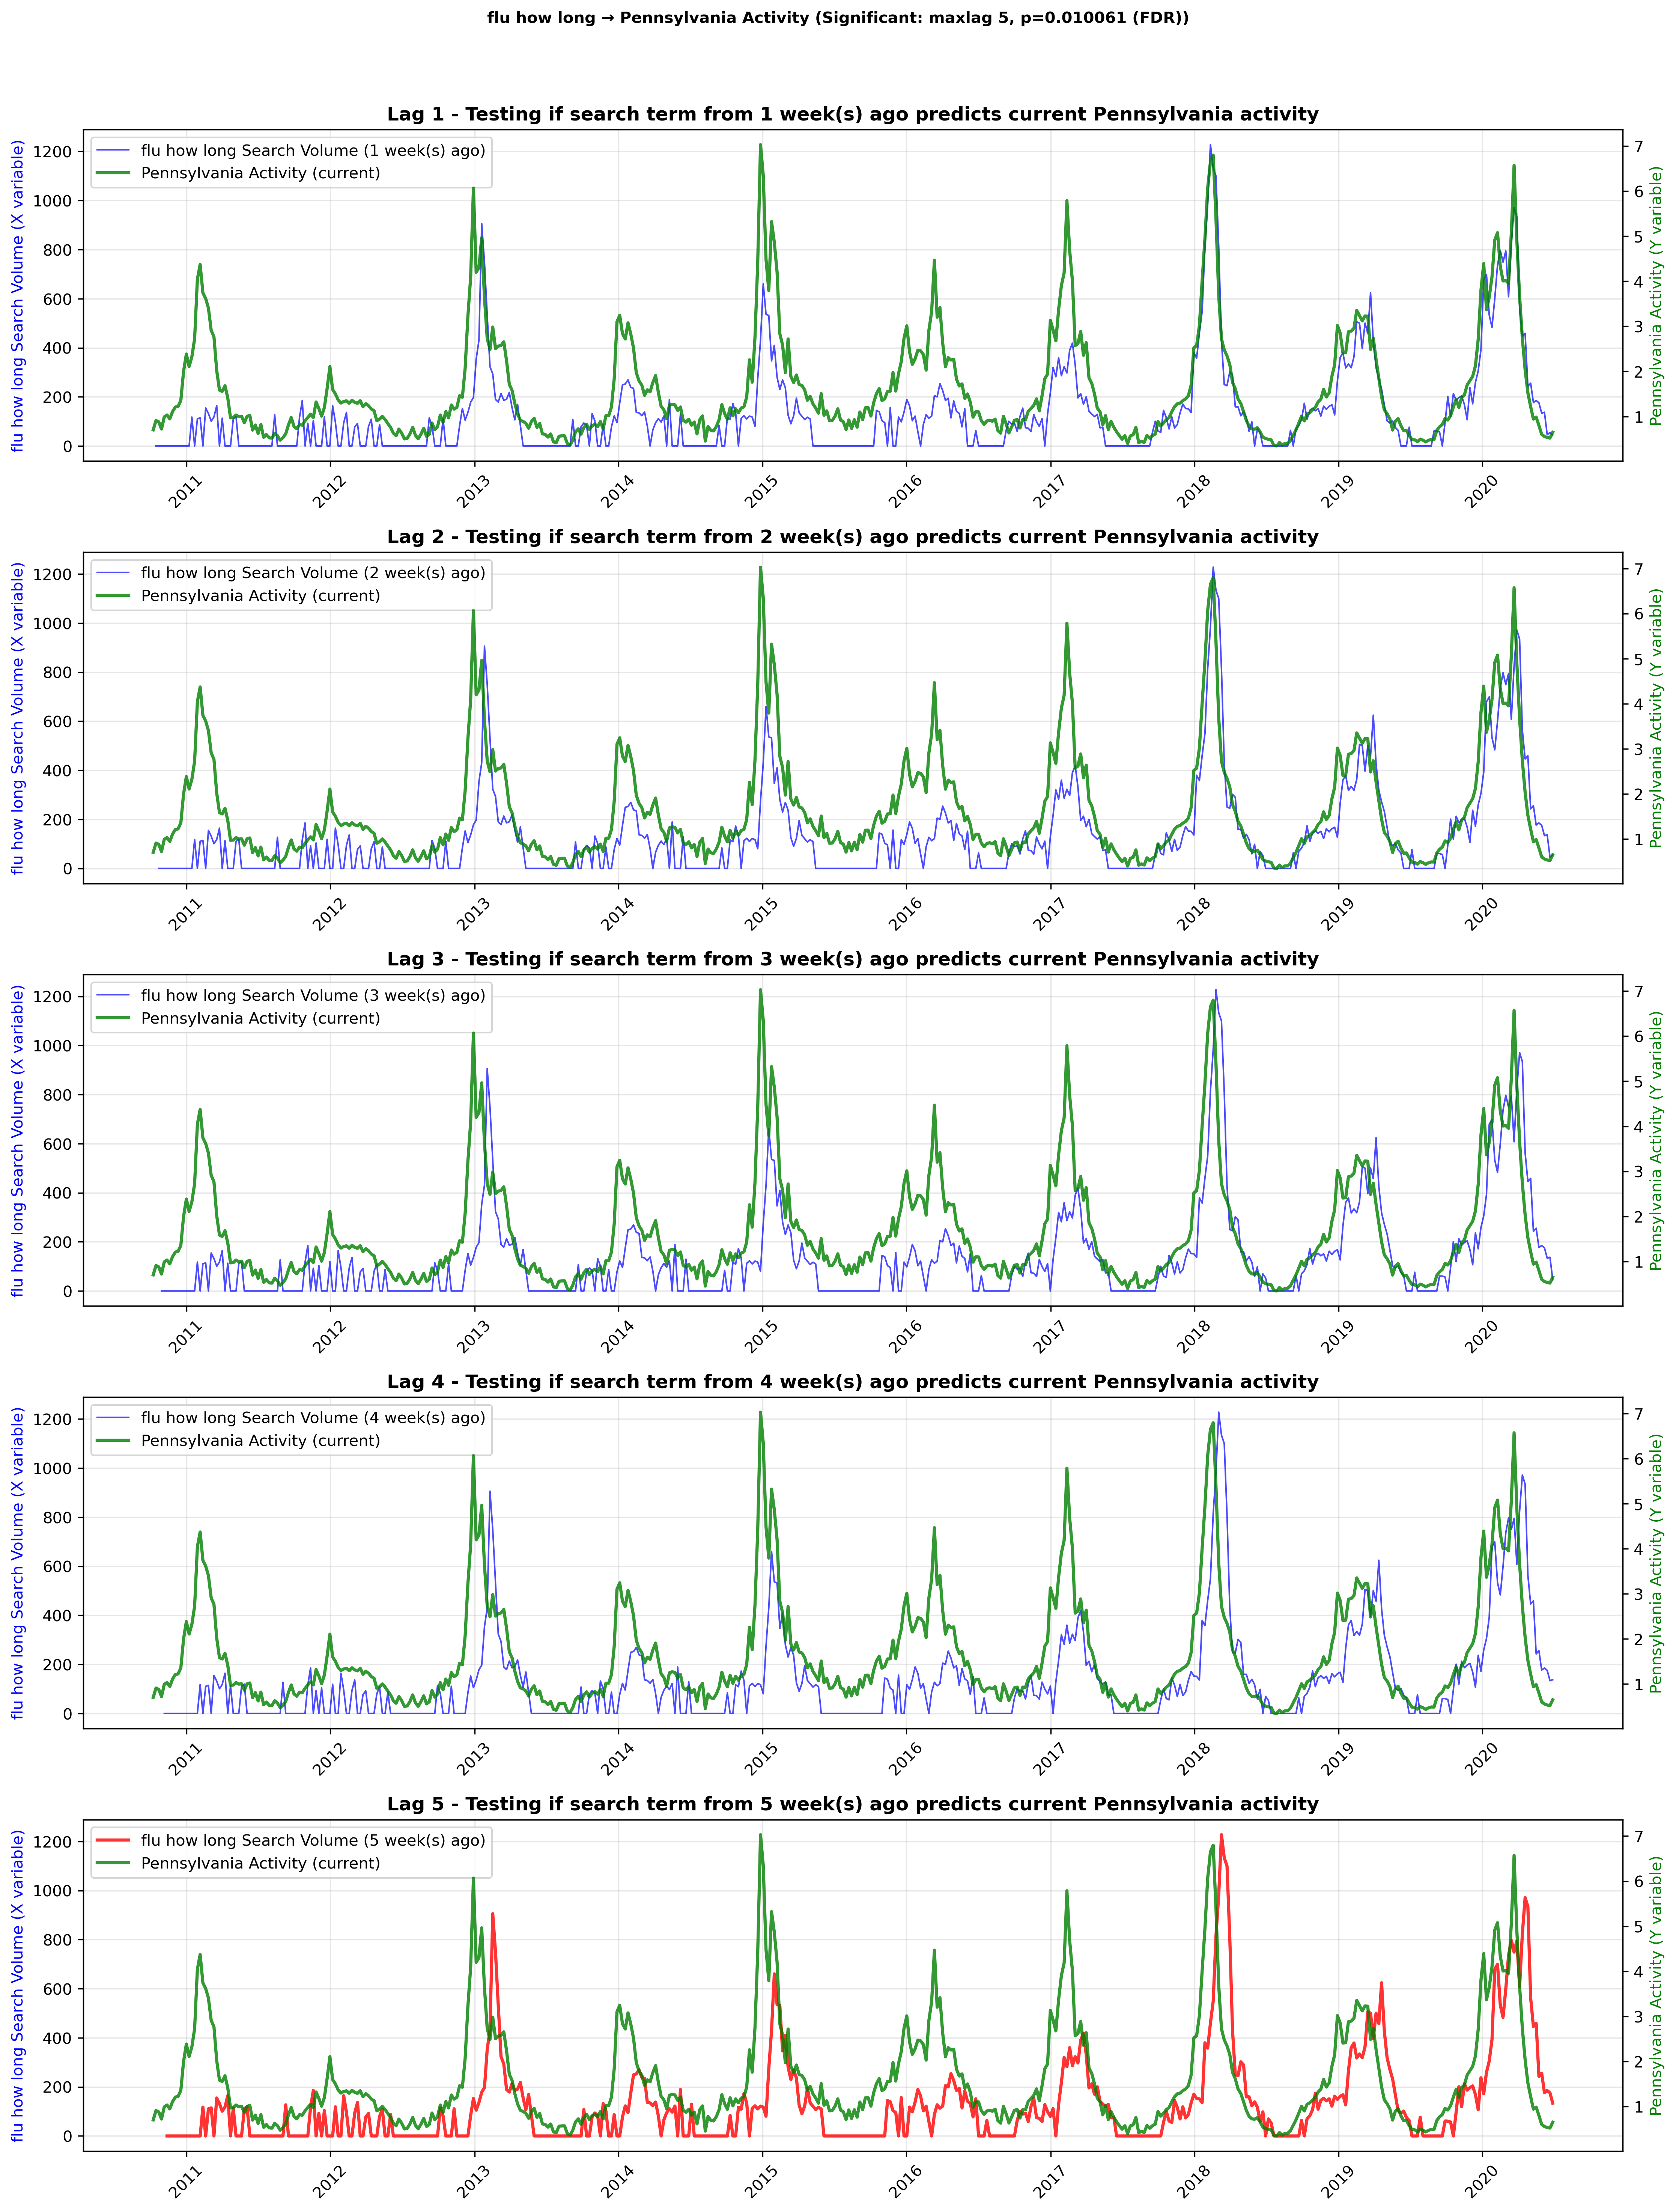 flu how long → Pennsylvania Activity (Significant: maxlag 5, p=0.010061 (FDR))
Lag 1 - Testing if search term from 1 week(s) ago predicts current Pennsylvania activity
flu how long Search Volume (X variable)
1200
1000
800
600
400
200
0
flu how long Search Volume (1 week(s) ago)
Pennsylvania Activity (current)
7
6
5
4
3
2
1
Pennsylvania Activity (Y variable)
2011 2012 2013 2014 2015 2016 2017 2018 2019 2020
Lag 2 - Testing if search term from 2 week(s) ago predicts current Pennsylvania activity
flu how long Search Volume (X variable)
1200
1000
800
600
400
200
0
flu how long Search Volume (2 week(s) ago)
Pennsylvania Activity (current)
7
6
5
4
3
2
1
Pennsylvania Activity (Y variable)
2011 2012 2013 2014 2015 2016 2017 2018 2019 2020
Lag 3 - Testing if search term from 3 week(s) ago predicts current Pennsylvania activity
flu how long Search Volume (X variable)
1200
1000
800
600
400
200
0
flu how long Search Volume (3 week(s) ago)
Pennsylvania Activity (current)
7
6
5
4
3
2
1
Pennsylvania Activity (Y variable)
2011 2012 2013 2014 2015 2016 2017 2018 2019 2020
Lag 4 - Testing if search term from 4 week(s) ago predicts current Pennsylvania activity
flu how long Search Volume (X variable)
1200
1000
800
600
400
200
0
flu how long Search Volume (4 week(s) ago)
Pennsylvania Activity (current)
7
6
5
4
3
2
1
Pennsylvania Activity (Y variable)
2011 2012 2013 2014 2015 2016 2017 2018 2019 2020
Lag 5 - Testing if search term from 5 week(s) ago predicts current Pennsylvania activity
flu how long Search Volume (X variable)
1200
1000
800
600
400
200
0
flu how long Search Volume (5 week(s) ago)
Pennsylvania Activity (current)
7
6
5
4
3
2
1
Pennsylvania Activity (Y variable)
2011 2012 2013 2014 2015 2016 2017 2018 2019 2020